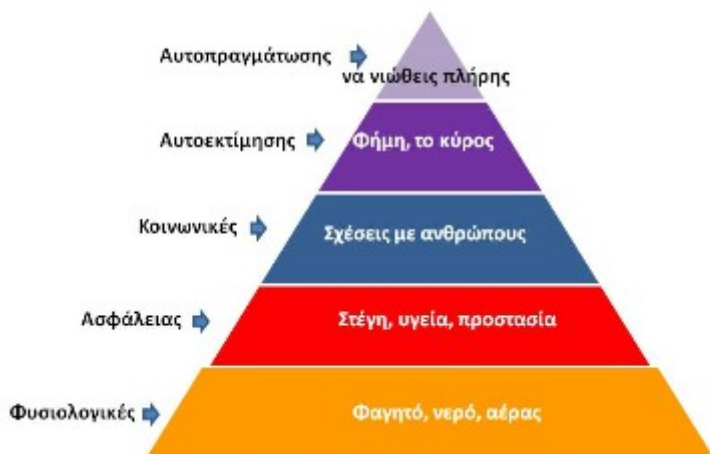 Αυτοπραγμάτωσης
να νιώθεις πλήρης
Αυτοεκτίμησης
Φήμη, το κύρος
Κοινωνικές
Σχέσεις με ανθρώπους
Ασφάλειας
Στέγη, υγεία, προστασία
Φυσιολογικές
Φαγητό, νερό, αέρας